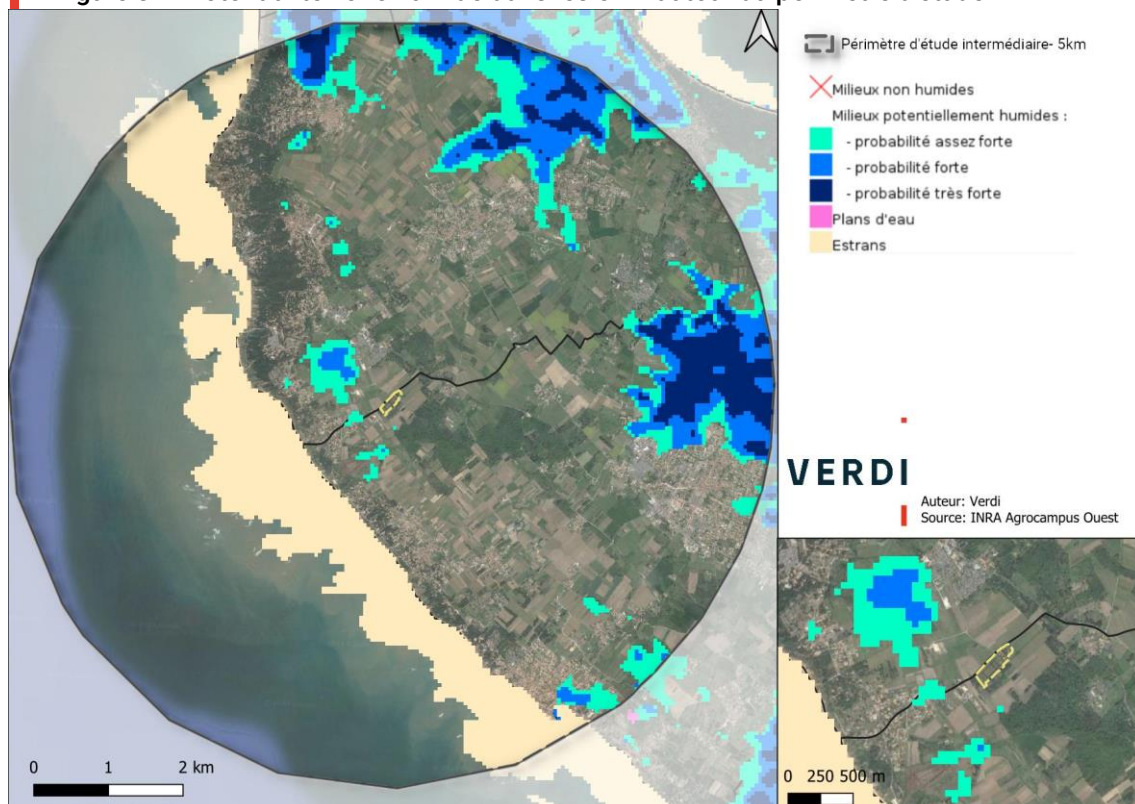 Périmètre d'étude intermédiaire- 5km
Milieux non humides
Milieux potentiellement humides :
- probabilité assez forte
- probabilité forte
- probabilité très forte
Plans d'eau
Estrans
VERDI
Auteur: Verdi
Source: INRA Agrocampus Ouest
0 1 2 km
0 250 500 m